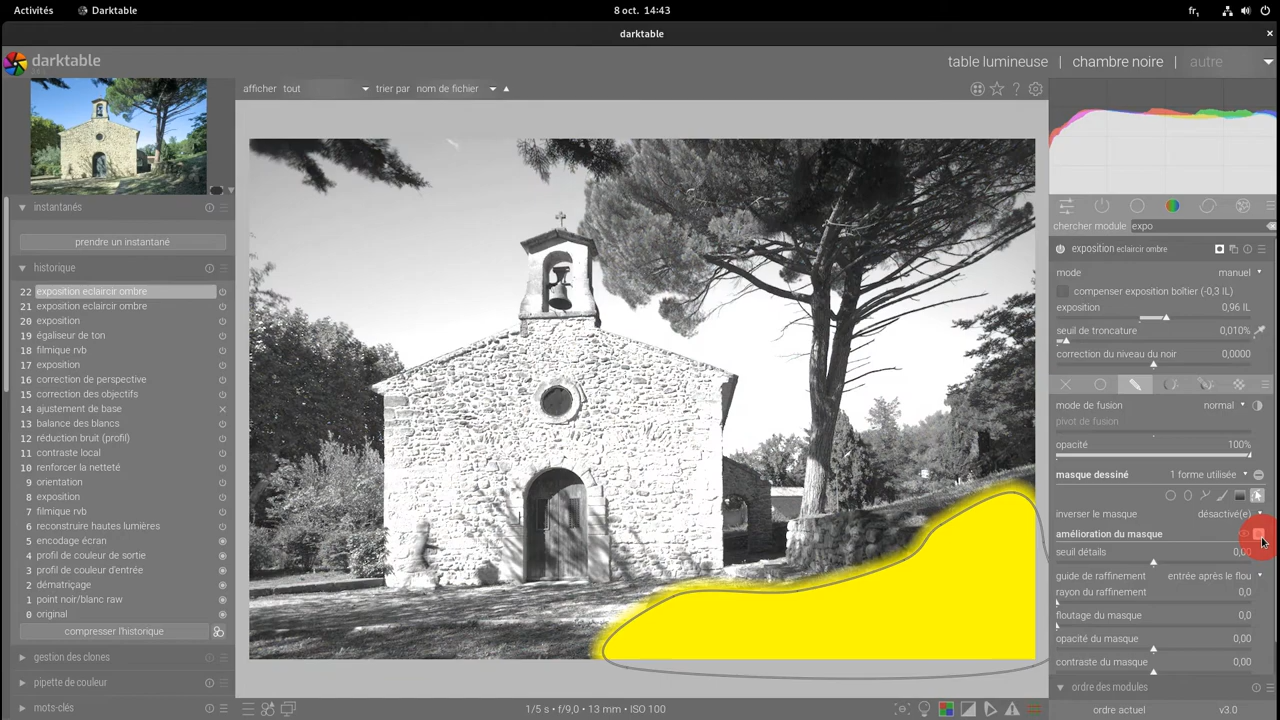 Activités Darktable 8 oct. 14:43 fr₁
darktable
darktable
table lumineuse | chambre noire | autre
afficher tout trier par nom de fichier
instantanés
prendre un instantané
historique
22 exposition eclaircir ombre
21 exposition eclaircir ombre
20 exposition
19 égaliseur de ton
18 filmique rvb
17 exposition
16 correction de perspective
15 correction des objectifs
14 ajustement de base
13 balance des blancs
12 réduction bruit (profil)
11 contraste local
10 renforcer la netteté
9 orientation
8 exposition
7 filmique rvb
6 reconstruire hautes lumières
5 encodage écran
4 profil de couleur de sortie
3 profil de couleur d'entrée
2 dématriçage
1 point noir/blanc raw
0 original
compresser l'historique
gestion des clones
pipette de couleur
mots-clés
1/5 s • f/9,0 • 13 mm • ISO 100
chercher module expo
exposition eclaircir ombre
mode manuel
compenser exposition boîtier (-0,3 IL)
exposition 0,96 IL
seuil de troncature 0,010%
correction du niveau du noir 0,0000
mode de fusion normal
pivot de fusion
opacité 100%
masque dessiné 1 forme utilisée
inverser le masque désactivé(e)
amélioration du masque
seuil détails 0,00
guide de raffinement entrée après le flou
rayon du raffinement 0,0
floutage du masque 0,0
opacité du masque 0,00
contraste du masque 0,00
ordre des modules
ordre actuel v3.0